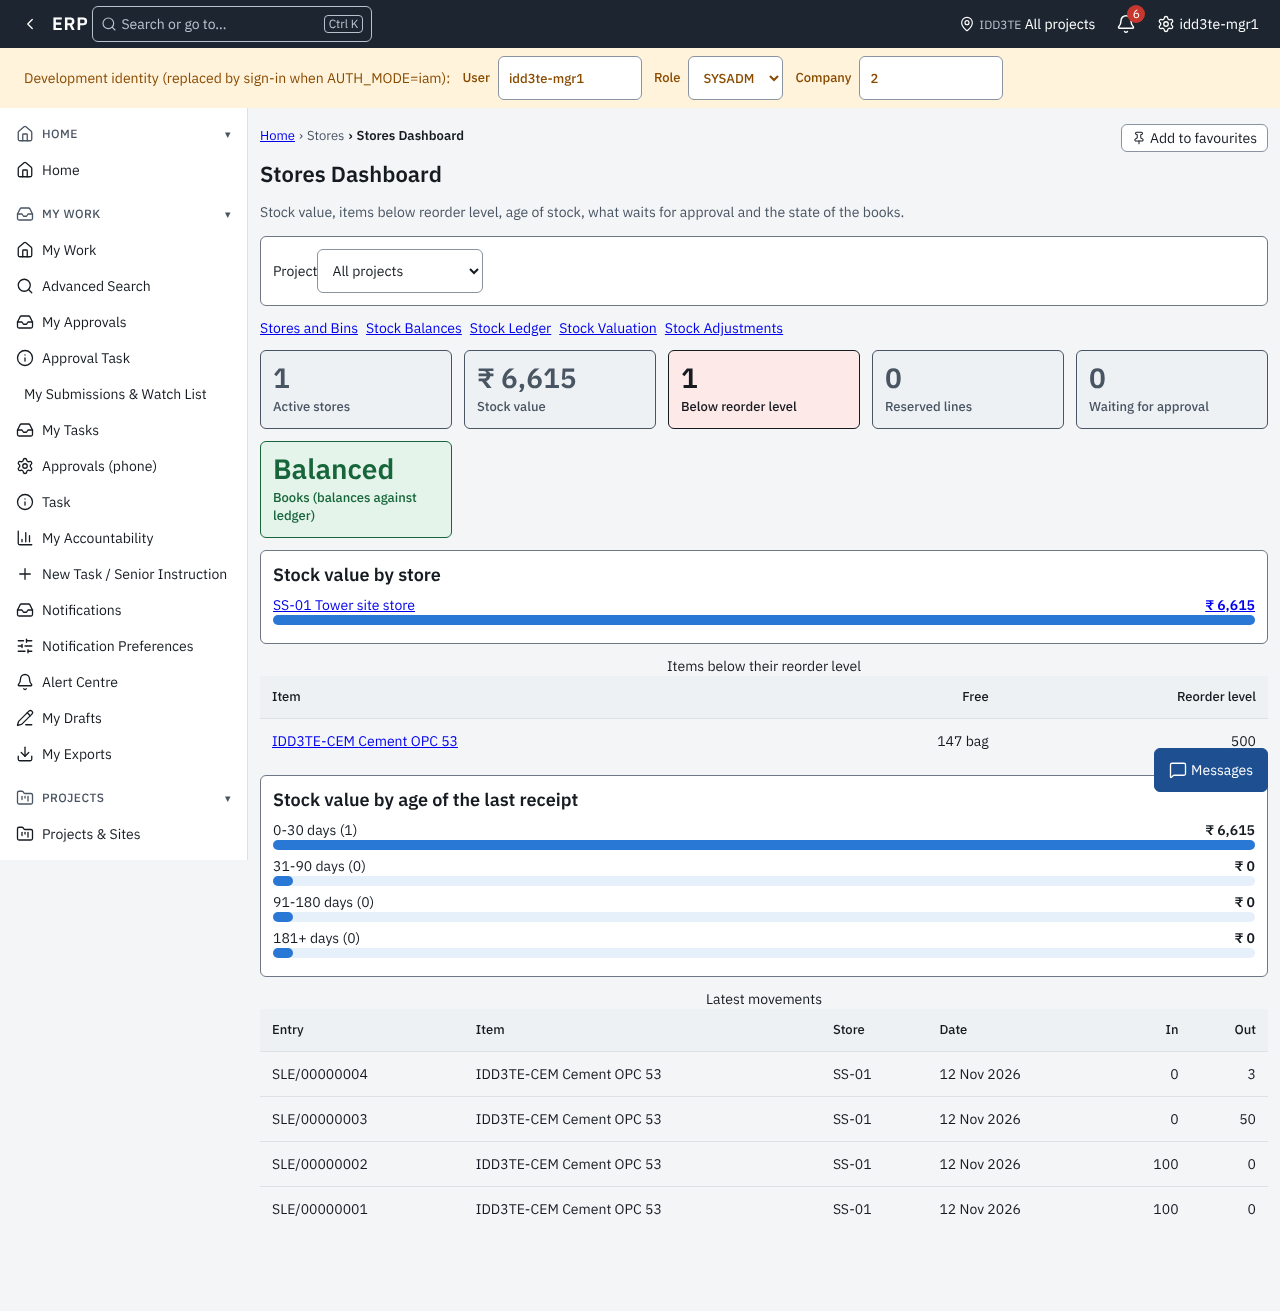 ERP
Search or go to...
Ctrl K
IDD3TE All projects
6
idd3te-mgr1
Development identity (replaced by sign-in when AUTH_MODE=iam):
User
idd3te-mgr1
Role
SYSADM
Company
2
HOME
Home
MY WORK
My Work
Advanced Search
My Approvals
Approval Task
My Submissions & Watch List
My Tasks
Approvals (phone)
Task
My Accountability
New Task / Senior Instruction
Notifications
Notification Preferences
Alert Centre
My Drafts
My Exports
PROJECTS
Projects & Sites
Home › Stores › Stores Dashboard
Add to favourites
Stores Dashboard
Stock value, items below reorder level, age of stock, what waits for approval and the state of the books.
Project
All projects
Stores and Bins Stock Balances Stock Ledger Stock Valuation Stock Adjustments
1
Active stores
₹ 6,615
Stock value
1
Below reorder level
0
Reserved lines
0
Waiting for approval
Balanced
Books (balances against
ledger)
Stock value by store
SS-01 Tower site store ₹ 6,615
Items below their reorder level
Item Free Reorder level
IDD3TE-CEM Cement OPC 53 147 bag 500
Messages
Stock value by age of the last receipt
0-30 days (1) ₹ 6,615
31-90 days (0) ₹ 0
91-180 days (0) ₹ 0
181+ days (0) ₹ 0
Latest movements
Entry Item Store Date In Out
SLE/00000004 IDD3TE-CEM Cement OPC 53 SS-01 12 Nov 2026 0 3
SLE/00000003 IDD3TE-CEM Cement OPC 53 SS-01 12 Nov 2026 0 50
SLE/00000002 IDD3TE-CEM Cement OPC 53 SS-01 12 Nov 2026 100 0
SLE/00000001 IDD3TE-CEM Cement OPC 53 SS-01 12 Nov 2026 100 0